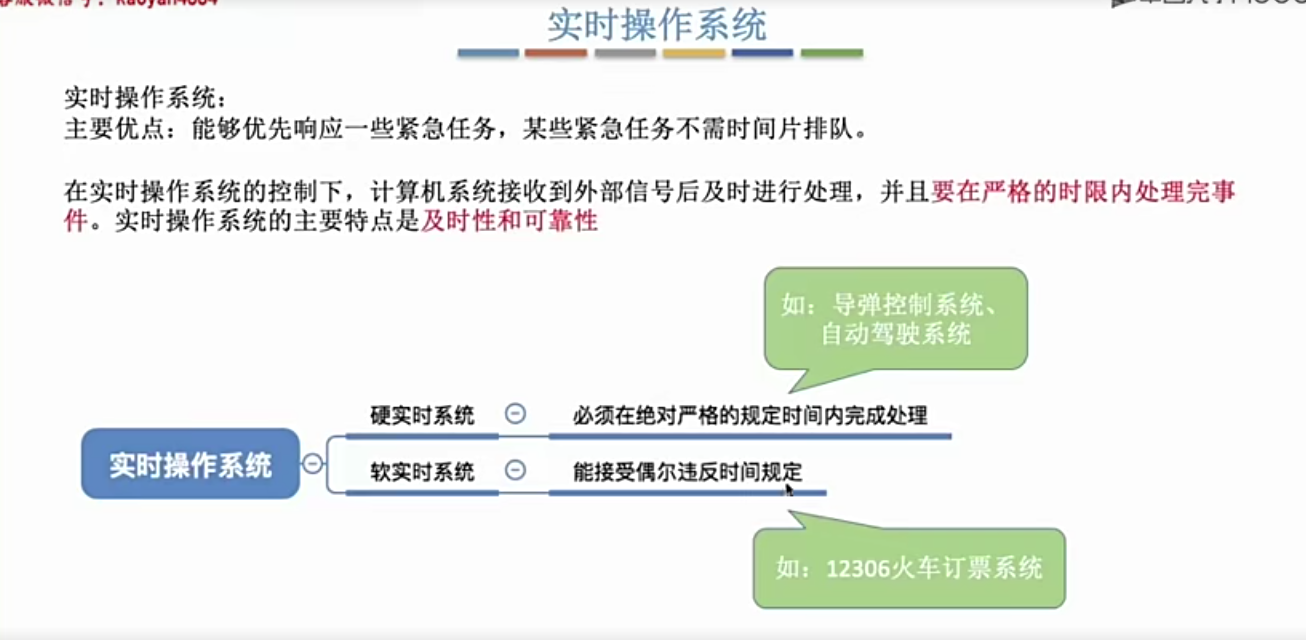 实时操作系统
实时操作系统：
主要优点：能够优先响应一些紧急任务，某些紧急任务不需时间片排队。
在实时操作系统的控制下，计算机系统接收到外部信号后及时进行处理，并且要在严格的时限内处理完事
件。实时操作系统的主要特点是及时性和可靠性
如：导弹控制系统、
自动驾驶系统
硬实时系统
必须在绝对严格的规定时间内完成处理
实时操作系统
软实时系统
能接受偶尔违反时间规定
如：12306火车订票系统